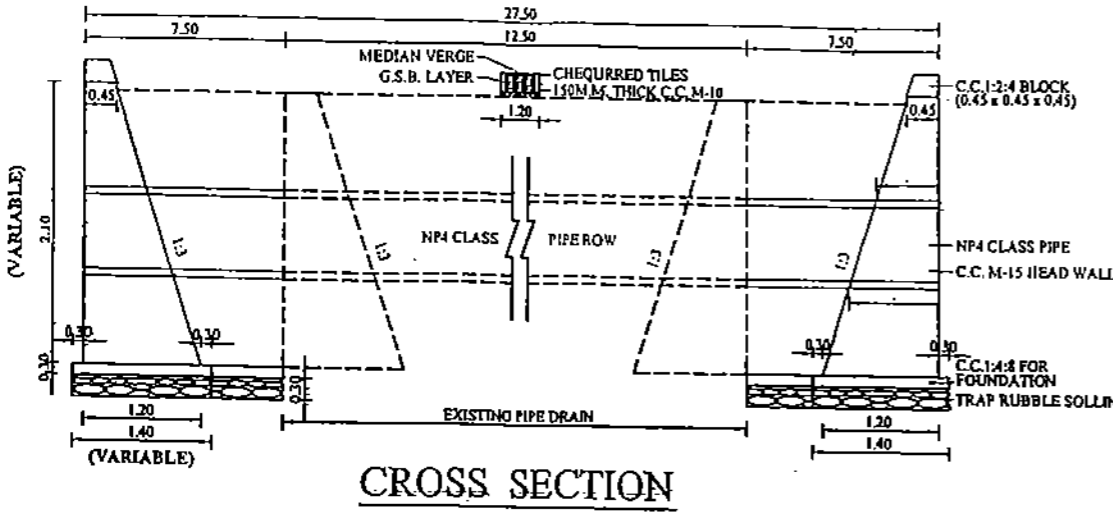 27.50
7.50
12.50
7.50
MEDIAN VERGE
CHEQURRED TILES
G.S.B. LAYER
150M.M. THICK C.C. M-10
C.C.1:2:4 BLOCK
(0.45 x 0.45 x 0.45)
0.45
1.20
0.45
2.10
(VARIABLE)
1:3
1:3
NP4 CLASS
PIPE ROW
1:3
1:3
NP4 CLASS PIPE
C.C. M-15 HEAD WALL
0.30
0.30
0.30
0.30
0.30
0.30
C.C.1:4:8 FOR
FOUNDATION
TRAP RUBBLE SOLLIN
1.20
EXISTING PIPE DRAIN
1.20
1.40
1.40
(VARIABLE)
CROSS SECTION